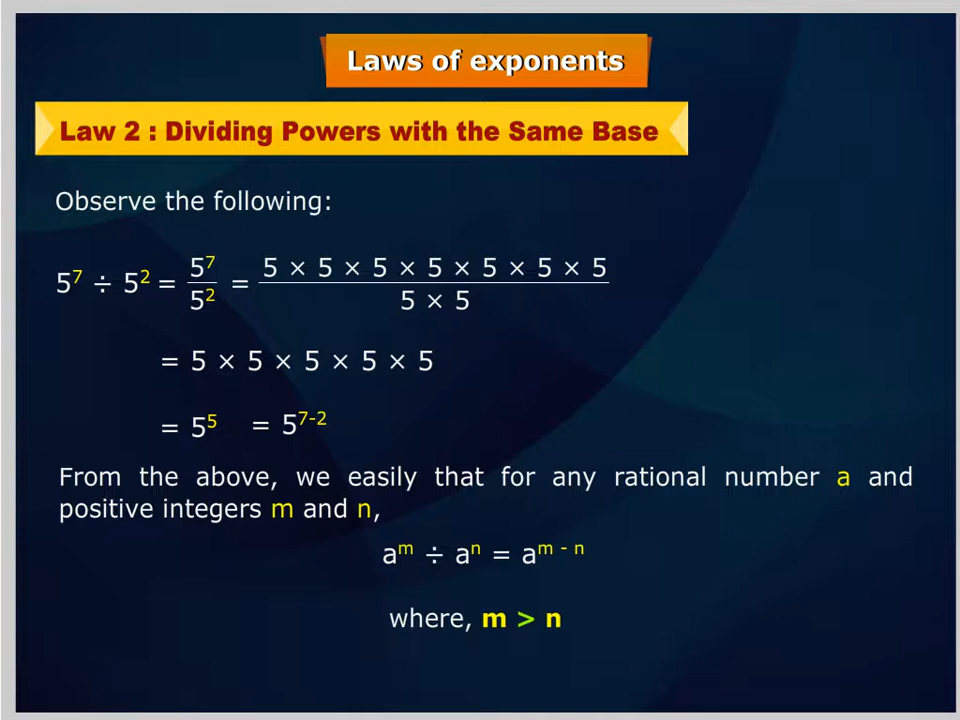 Laws of exponents
Law 2 : Dividing Powers with the Same Base
Observe the following:
5⁷ ÷ 5² = 5⁷/5² = 5 × 5 × 5 × 5 × 5 × 5 × 5 / 5 × 5
= 5 × 5 × 5 × 5 × 5
= 5⁵ = 5⁷⁻²
From the above, we easily that for any rational number a and
positive integers m and n,
aᵐ ÷ aⁿ = aᵐ ⁻ ⁿ
where, m > n